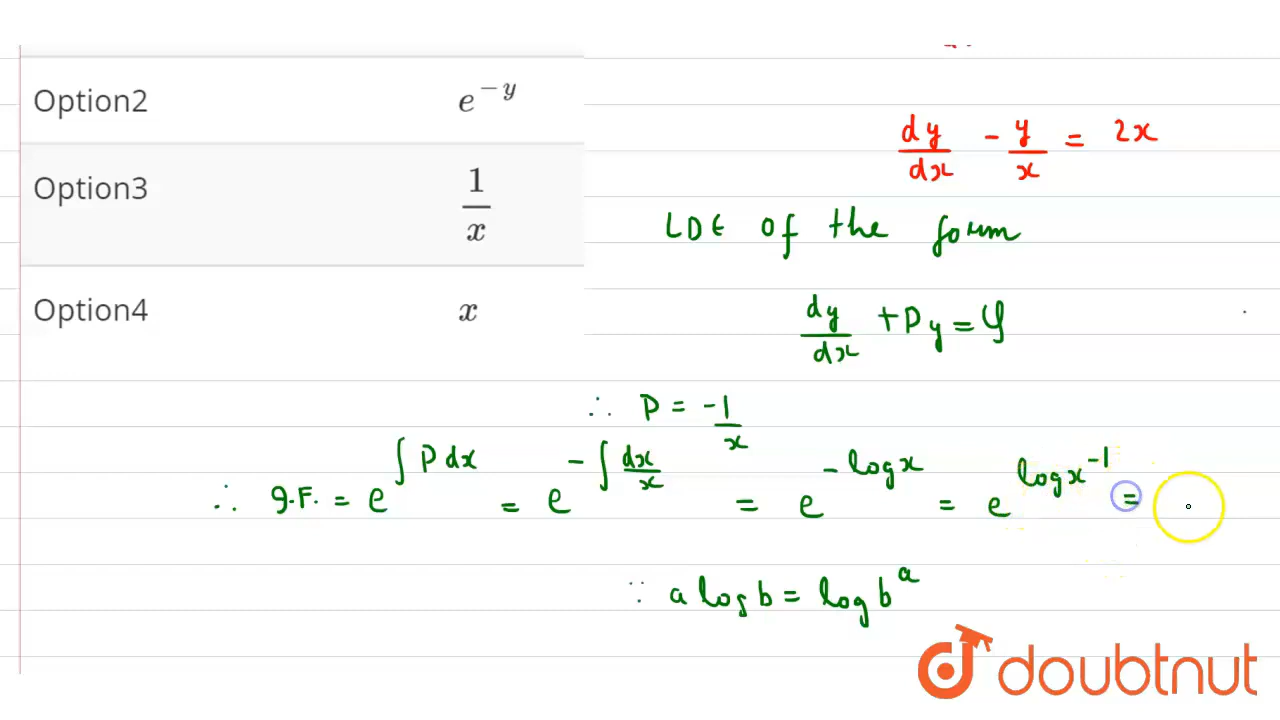 Option2 e^{-y}
Option3 1/x
Option4 x
dy/dx - y/x = 2x
LDE of the form
dy/dx + Py = Q
∴ P = -1/x
∴ I.F. = e^{∫P dx} = e^{-∫dx/x} = e^{-log x} = e^{log x^{-1}} =
∵ a log b = log b^a
doubtnut